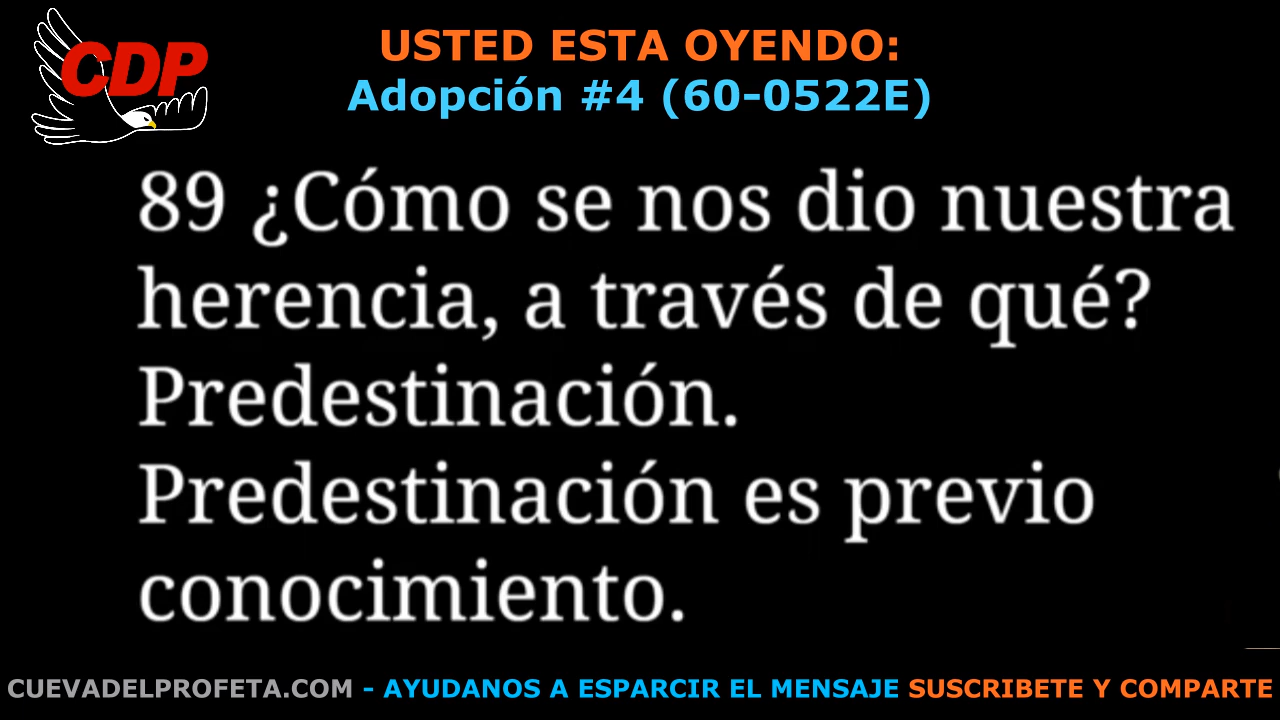 CDP
USTED ESTA OYENDO:
Adopción #4 (60-0522E)
89 ¿Cómo se nos dio nuestra
herencia, a través de qué?
Predestinación.
Predestinación es previo
conocimiento.
CUEVADELPROFETA.COM - AYUDANOS A ESPARCIR EL MENSAJE SUSCRIBETE Y COMPARTE